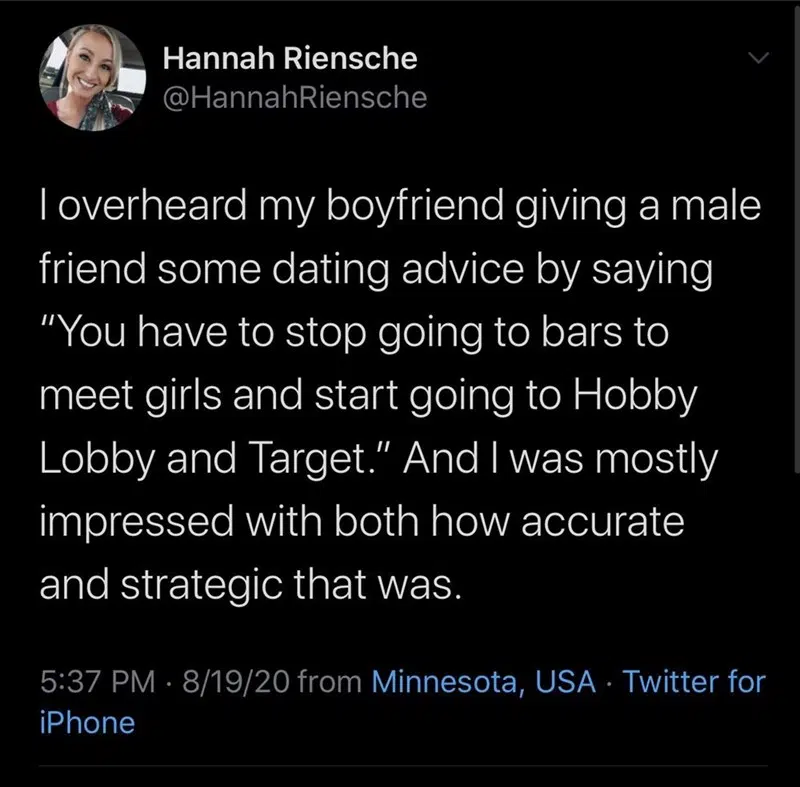 Hannah Riensche
@HannahRiensche
I overheard my boyfriend giving a male
friend some dating advice by saying
"You have to stop going to bars to
meet girls and start going to Hobby
Lobby and Target." And I was mostly
impressed with both how accurate
and strategic that was.
5:37 PM · 8/19/20 from Minnesota, USA · Twitter for
iPhone